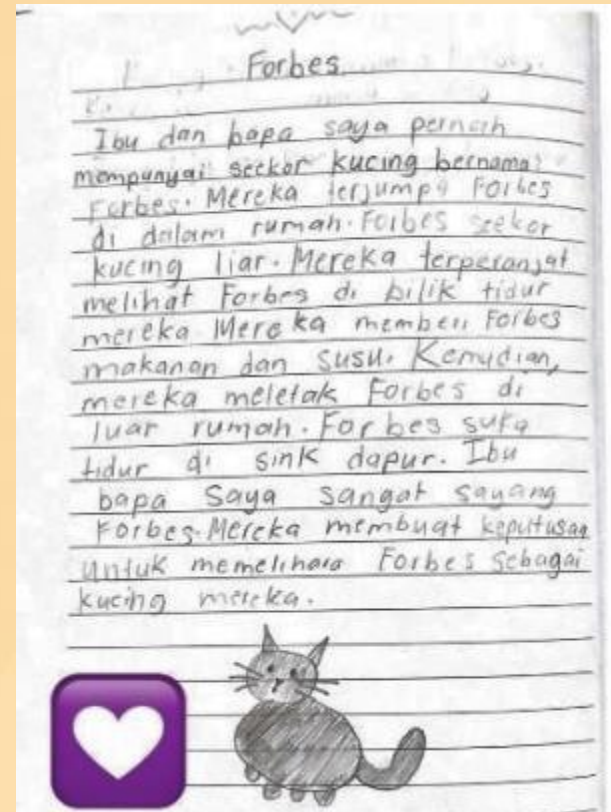 Forbes
Ibu dan bapa saya pernah
mempunyai seekor kucing bernama
Forbes. Mereka terjumpa Forbes
di dalam rumah. Forbes seekor
kucing liar. Mereka terperanjat
melihat Forbes di bilik tidur
mereka. Mereka memberi Forbes
makanan dan susu. Kemudian,
mereka meletak Forbes di
luar rumah. Forbes suka
tidur di sink dapur. Ibu
bapa saya sangat sayang
Forbes. Mereka membuat keputusan
untuk memelihara Forbes sebagai
kucing mereka.